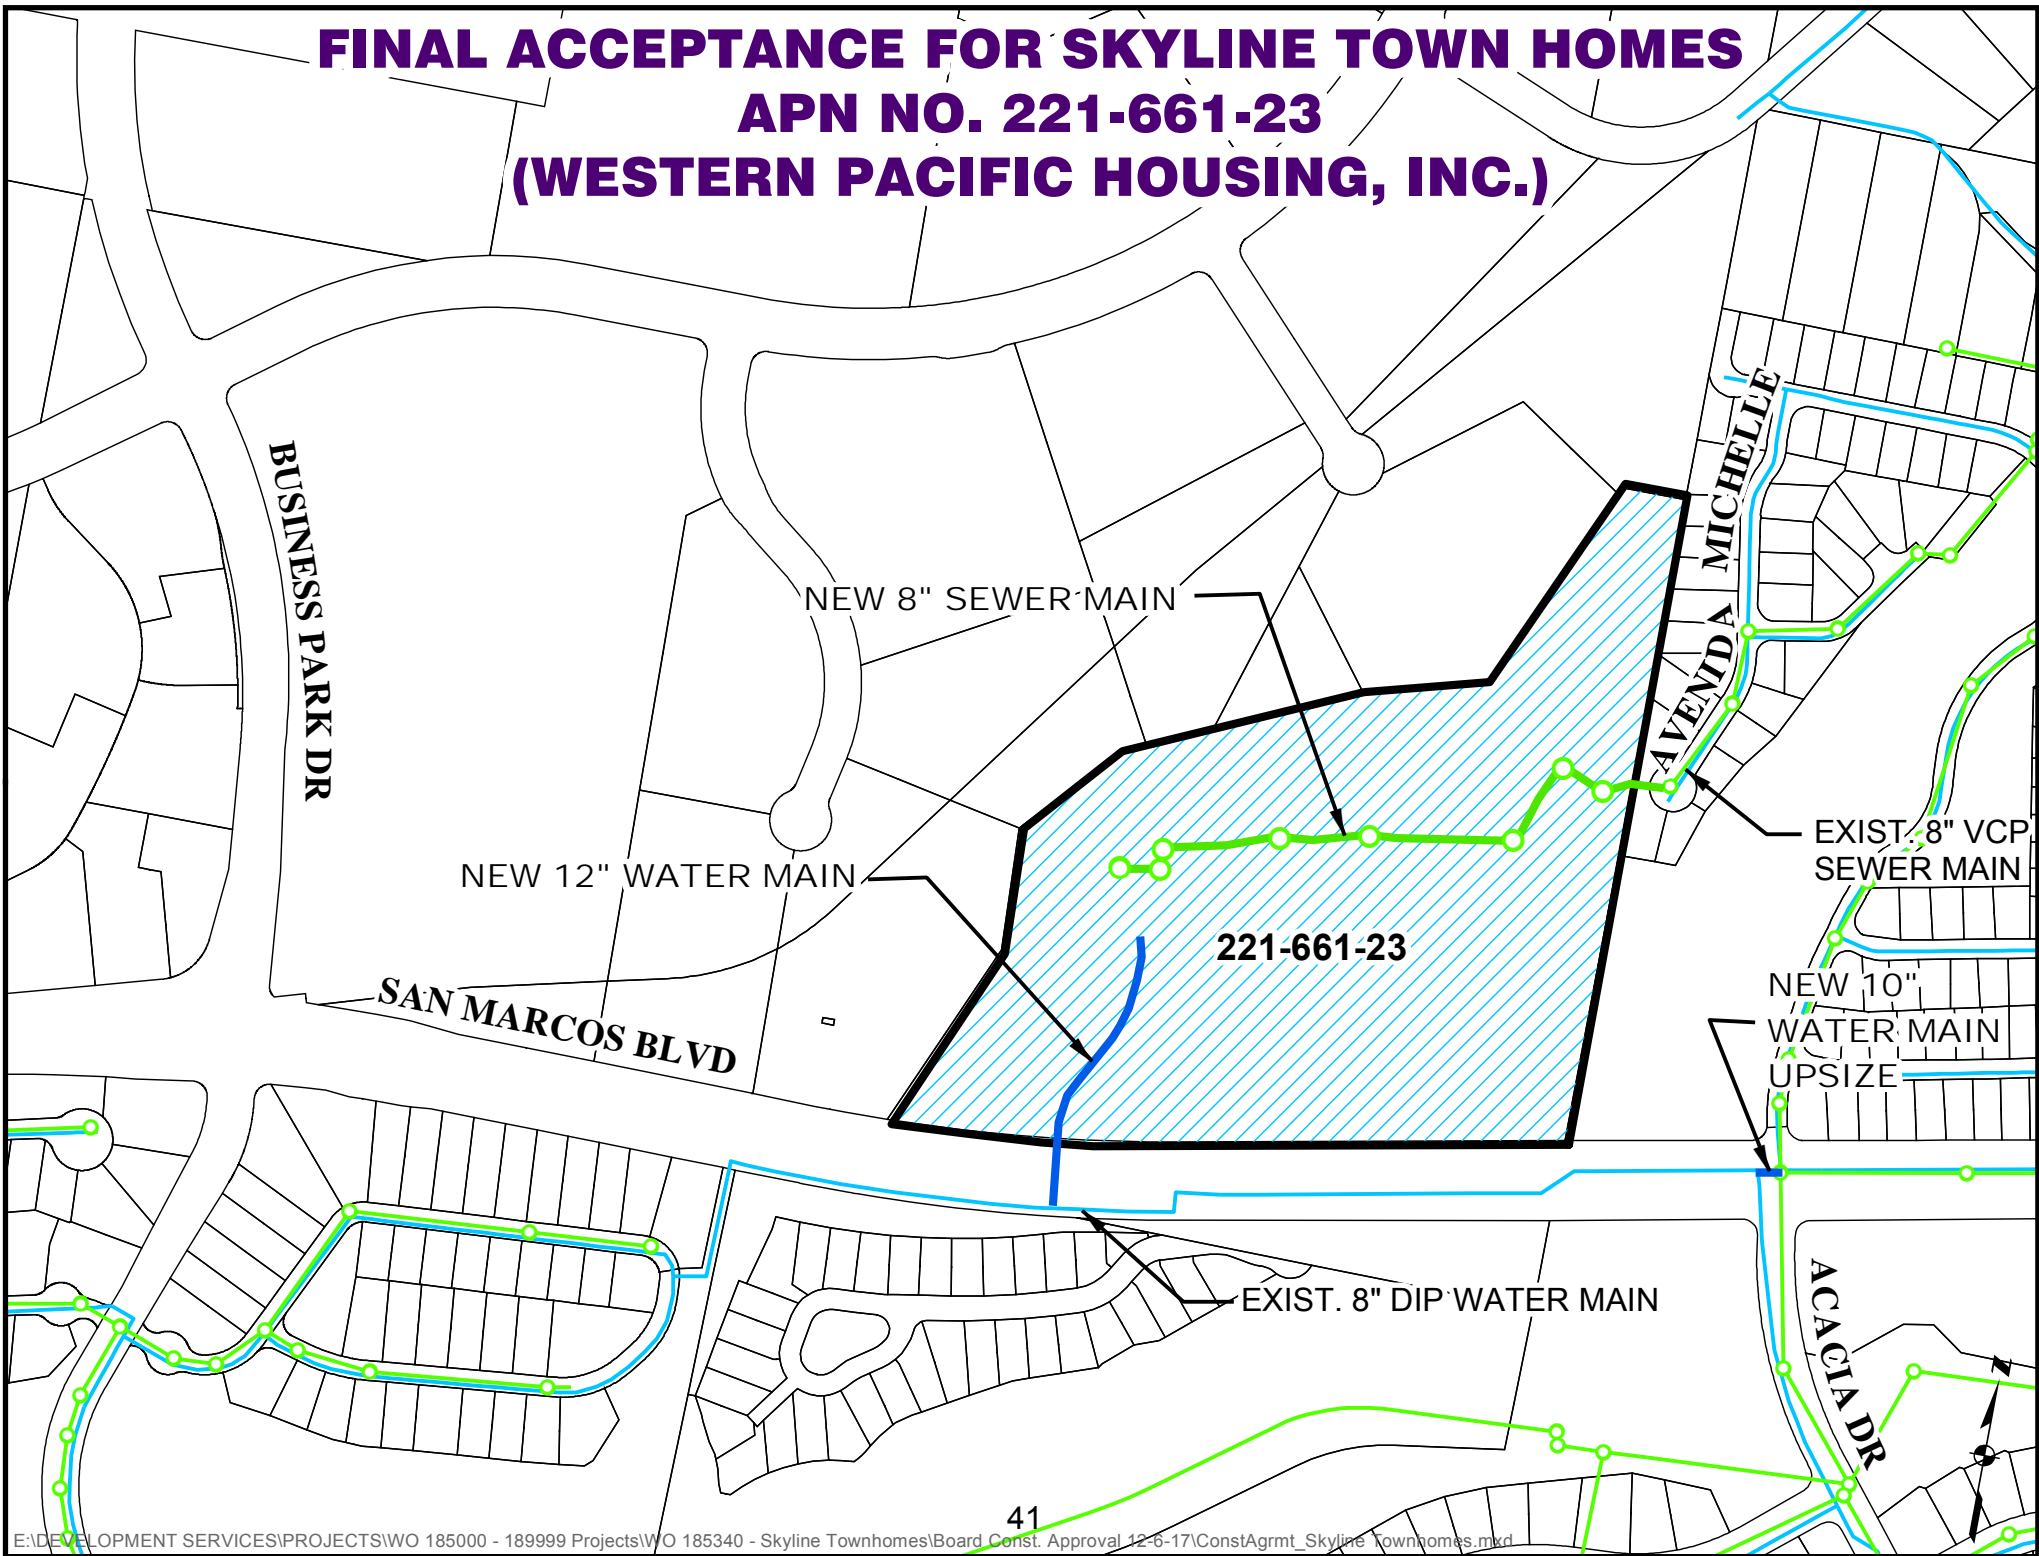 FINAL ACCEPTANCE FOR SKYLINE TOWN HOMES
APN NO. 221-661-23
(WESTERN PACIFIC HOUSING, INC.)
BUSINESS PARK DR
AVENIDA MICHELLE
NEW 8" SEWER MAIN
EXIST. 8" VCP
SEWER MAIN
NEW 12" WATER MAIN
221-661-23
SAN MARCOS BLVD
NEW 10"
WATER MAIN
UPSIZE
EXIST. 8" DIP WATER MAIN
ACACIA DR
N
41
E:\DEVELOPMENT SERVICES\PROJECTS\WO 185000 - 189999 Projects\WO 185340 - Skyline Townhomes\Board Const. Approval 12-6-17\ConstAgrmt_Skyline Townhomes.mxd